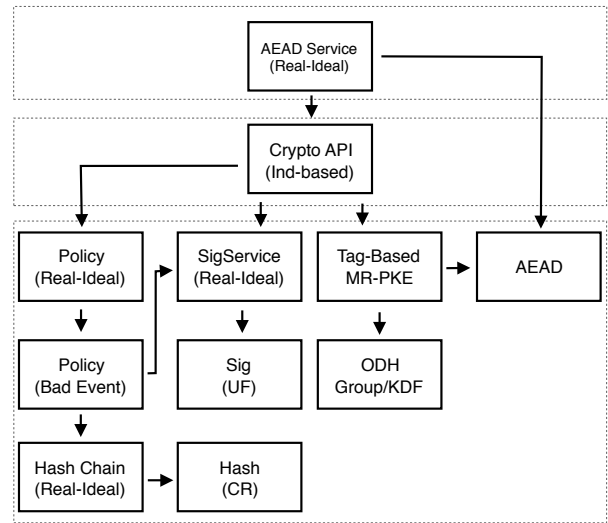 AEAD Service
(Real-Ideal)
Crypto API
(Ind-based)
Policy
(Real-Ideal)
SigService
(Real-Ideal)
Tag-Based
MR-PKE
AEAD
Policy
(Bad Event)
Sig
(UF)
ODH
Group/KDF
Hash Chain
(Real-Ideal)
Hash
(CR)